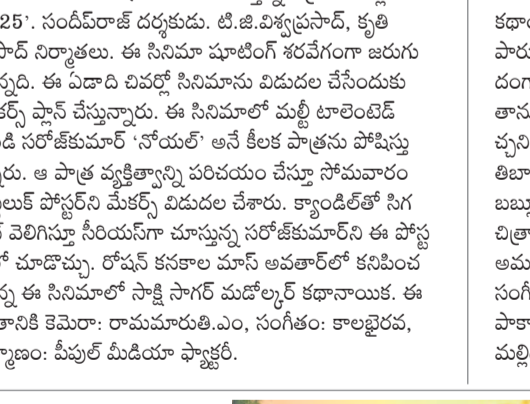 25’. సందీప్‌రాజ్ దర్శకుడు. టి.జి.విశ్వప్రసాద్, కృతి
సాద్ నిర్మాతలు. ఈ సినిమా షూటింగ్ శరవేగంగా జరుగు
న్నది. ఈ ఏడాది చివర్లో సినిమాను విడుదల చేసేందుకు
కర్స్ ప్లాన్ చేస్తున్నారు. ఈ సినిమాలో మల్టీ టాలెంటెడ్
డి సరోజ్‌కుమార్ ‘నోయల్’ అనే కీలక పాత్రను పోషిస్తు
రు. ఆ పాత్ర వ్యక్తిత్వాన్ని పరిచయం చేస్తూ సోమవారం
లుక్ పోస్టర్‌ని మేకర్స్ విడుదల చేశారు. క్యాండిల్‌తో సిగ
వెలిగిస్తూ సీరియస్‌గా చూస్తున్న సరోజ్‌కుమార్‌ని ఈ పోస్ట
లో చూడొచ్చు. రోషన్ కనకాల మాస్ అవతార్‌లో కనిపించ
న్న ఈ సినిమాలో సాక్షి సాగర్ మడోల్కర్ కథానాయిక. ఈ
తానికి కెమెరా: రామమారుతి.ఎం, సంగీతం: కాలభైరవ,
ర్మాణం: పీపుల్ మీడియా ఫ్యాక్టరీ.
కథా
పారు
దంగ
తాను
చ్చని
తిబా
బబ్లూ
చిత్రా
అమ
సంగీ
పాకా
మల్లి